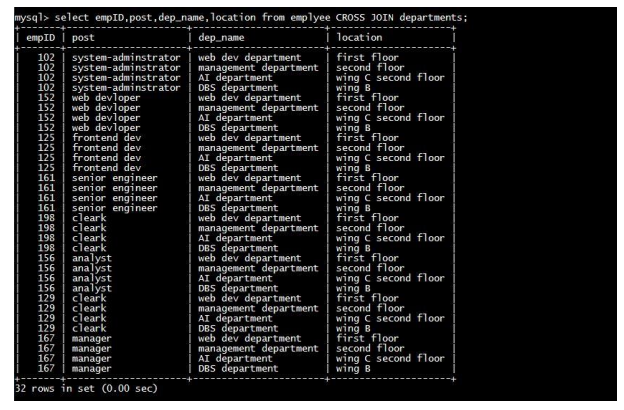 mysql> select empID,post,dep_name,location from emplyee CROSS JOIN departments;
+-------+--------------------+-----------------------+---------------------+
| empID | post | dep_name | location |
+-------+--------------------+-----------------------+---------------------+
| 102 | system-adminstrator | web dev department | first floor |
| 102 | system-adminstrator | management department | second floor |
| 102 | system-adminstrator | AI department | wing C second floor |
| 102 | system-adminstrator | DBS department | wing B |
| 152 | web devloper | web dev department | first floor |
| 152 | web devloper | management department | second floor |
| 152 | web devloper | AI department | wing C second floor |
| 152 | web devloper | DBS department | wing B |
| 125 | frontend dev | web dev department | first floor |
| 125 | frontend dev | management department | second floor |
| 125 | frontend dev | AI department | wing C second floor |
| 125 | frontend dev | DBS department | wing B |
| 161 | senior engineer | web dev department | first floor |
| 161 | senior engineer | management department | second floor |
| 161 | senior engineer | AI department | wing C second floor |
| 161 | senior engineer | DBS department | wing B |
| 198 | cleark | web dev department | first floor |
| 198 | cleark | management department | second floor |
| 198 | cleark | AI department | wing C second floor |
| 198 | cleark | DBS department | wing B |
| 156 | analyst | web dev department | first floor |
| 156 | analyst | management department | second floor |
| 156 | analyst | AI department | wing C second floor |
| 156 | analyst | DBS department | wing B |
| 129 | cleark | web dev department | first floor |
| 129 | cleark | management department | second floor |
| 129 | cleark | AI department | wing C second floor |
| 129 | cleark | DBS department | wing B |
| 167 | manager | web dev department | first floor |
| 167 | manager | management department | second floor |
| 167 | manager | AI department | wing C second floor |
| 167 | manager | DBS department | wing B |
+-------+--------------------+-----------------------+---------------------+
32 rows in set (0.00 sec)